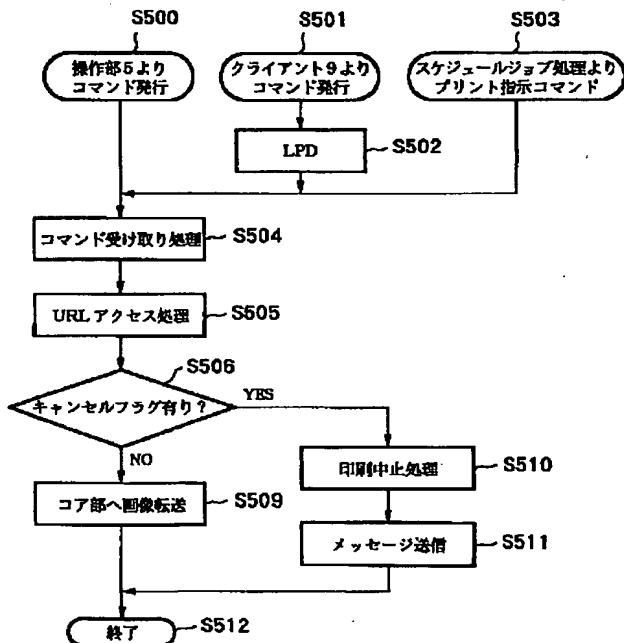 S500
S501
S503
操作部5より
コマンド発行
クライアント9より
コマンド発行
スケジュールジョブ処理より
プリント指示コマンド
LPD
S502
コマンド受け取り処理
S504
URLアクセス処理
S505
S506
キャンセルフラグ有り?
YES
NO
コア部へ画像転送
S509
印刷中止処理
S510
メッセージ送信
S511
終了
S512